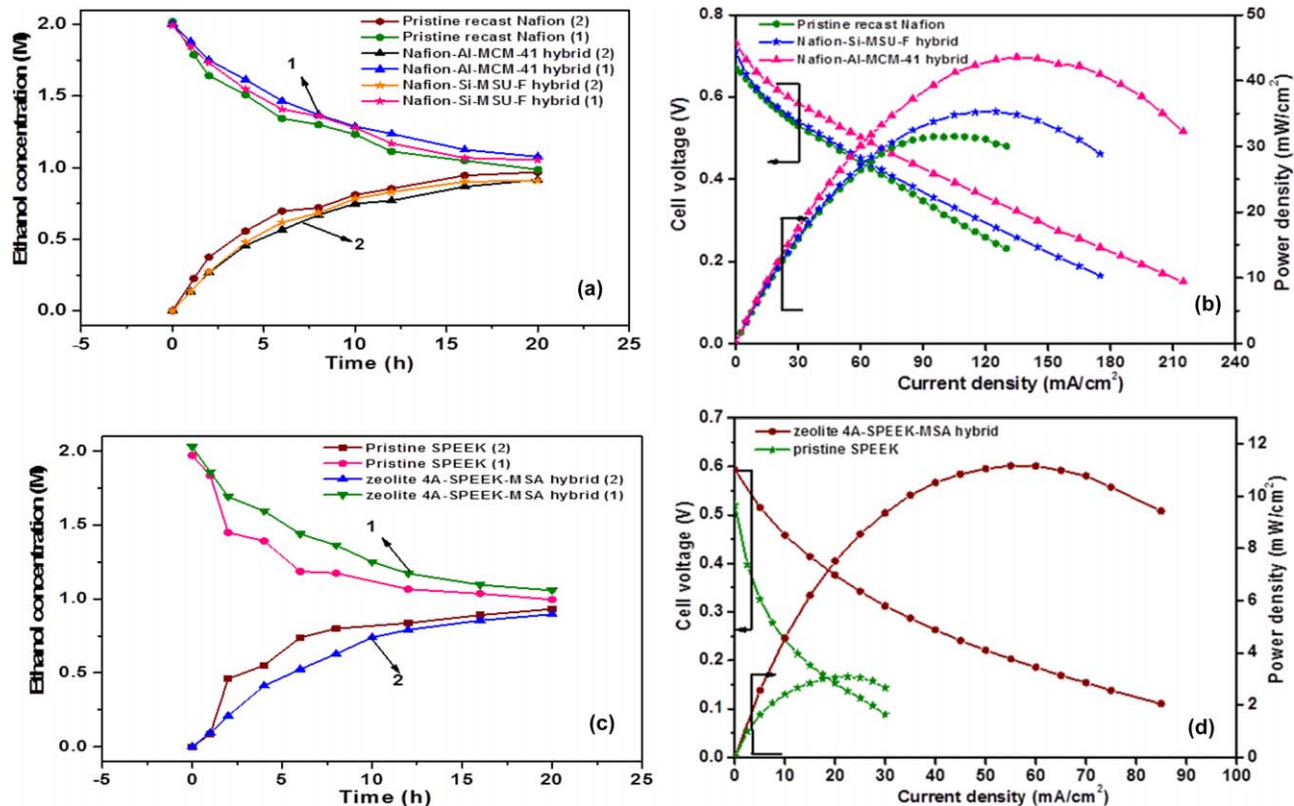 2.0
1.5
1.0
0.5
0.0
Ethanol concentration (M)
Pristine recast Nafion (2)
Pristine recast Nafion (1)
Nafion-Al-MCM-41 hybrid (2)
Nafion-Al-MCM-41 hybrid (1)
Nafion-Si-MSU-F hybrid (2)
Nafion-Si-MSU-F hybrid (1)
1
2
(a)
-5 0 5 10 15 20 25
Time (h)
0.8
0.6
0.4
0.2
0.0
Cell voltage (V)
Pristine recast Nafion
Nafion-Si-MSU-F hybrid
Nafion-Al-MCM-41 hybrid
(b)
50
40
30
20
10
0
Power density (mW/cm²)
0 30 60 90 120 150 180 210 240
Current density (mA/cm²)
2.0
1.5
1.0
0.5
0.0
Ethanol concentration (M)
Pristine SPEEK (2)
Pristine SPEEK (1)
zeolite 4A-SPEEK-MSA hybrid (2)
zeolite 4A-SPEEK-MSA hybrid (1)
1
2
(c)
-5 0 5 10 15 20 25
Time (h)
0.7
0.6
0.5
0.4
0.3
0.2
0.1
0.0
Cell voltage (V)
zeolite 4A-SPEEK-MSA hybrid
pristine SPEEK
(d)
12
10
8
6
4
2
0
Power density (mW/cm²)
0 10 20 30 40 50 60 70 80 90 100
Current density (mA/cm²)